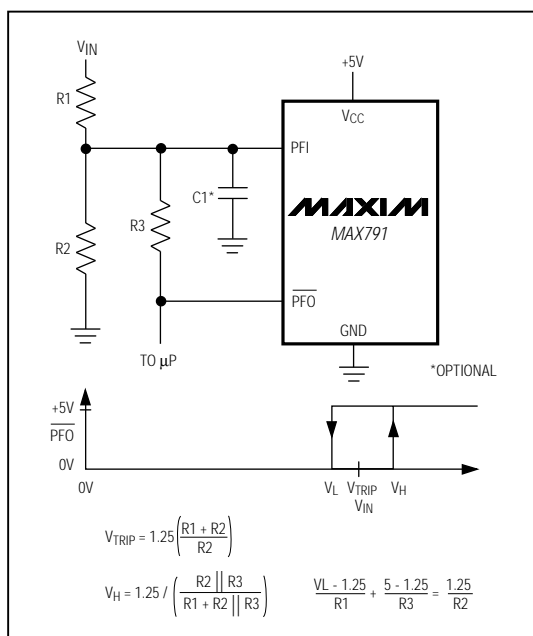 VIN
+5V
R1
VCC
PFI
C1*
R3
MAXIM
MAX791
R2
PFO
GND
TO µP
*OPTIONAL
+5V
PFO
0V
0V
VL
VTRIP
VH
VIN
VTRIP = 1.25 (R1 + R2 / R2)
VH = 1.25 / (R2 || R3 / R1 + R2 || R3)
VL - 1.25 / R1 + 5 - 1.25 / R3 = 1.25 / R2